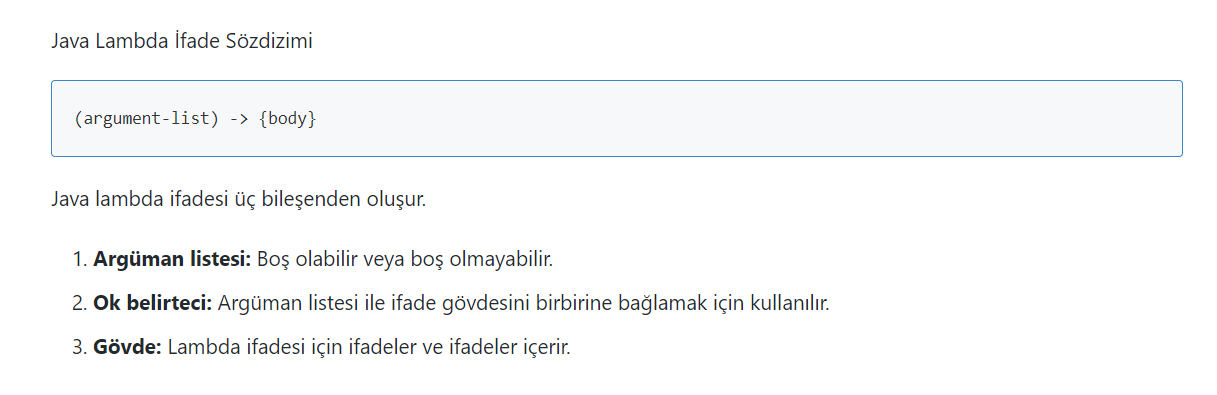 Java Lambda İfade Sözdizimi
(argument-list) -> {body}
Java lambda ifadesi üç bileşenden oluşur.
1. Argüman listesi: Boş olabilir veya boş olmayabilir.
2. Ok belirteci: Argüman listesi ile ifade gövdesini birbirine bağlamak için kullanılır.
3. Gövde: Lambda ifadesi için ifadeler ve ifadeler içerir.